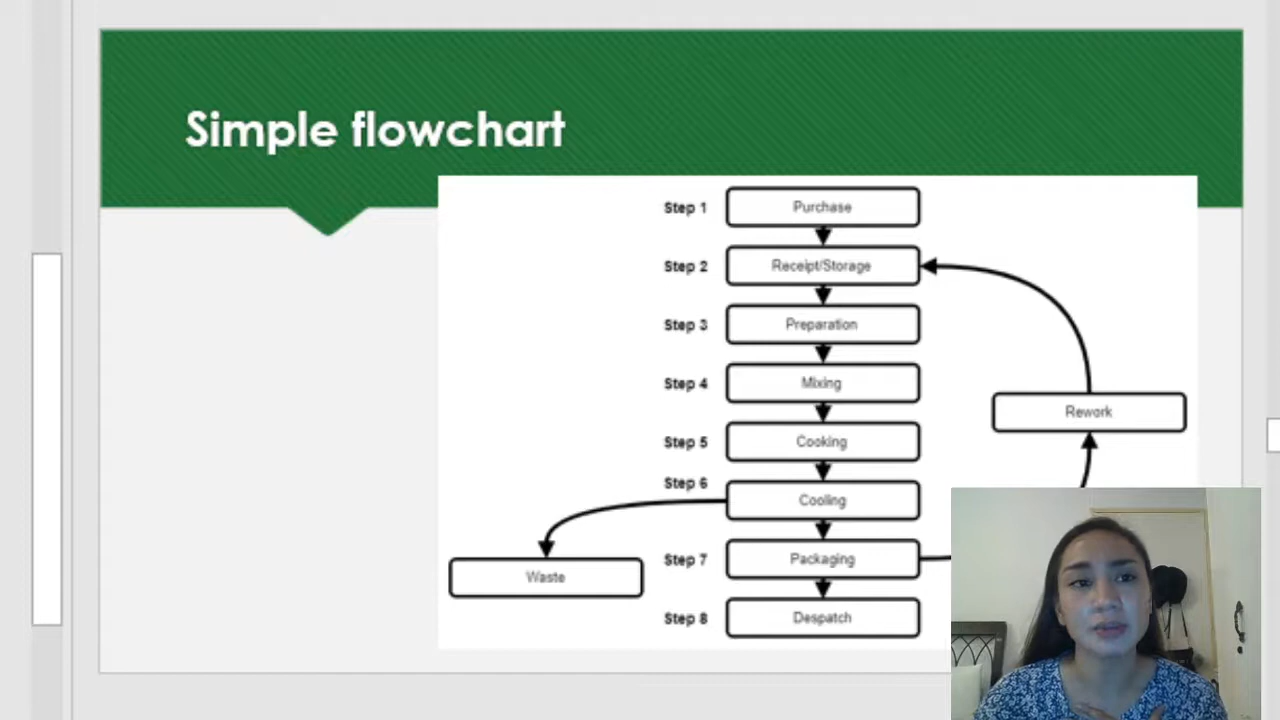 Simple flowchart
Step 1 Purchase
Step 2 Receipt/Storage
Step 3 Preparation
Step 4 Mixing
Rework
Step 5 Cooking
Step 6 Cooling
Step 7 Packaging
Waste
Step 8 Despatch